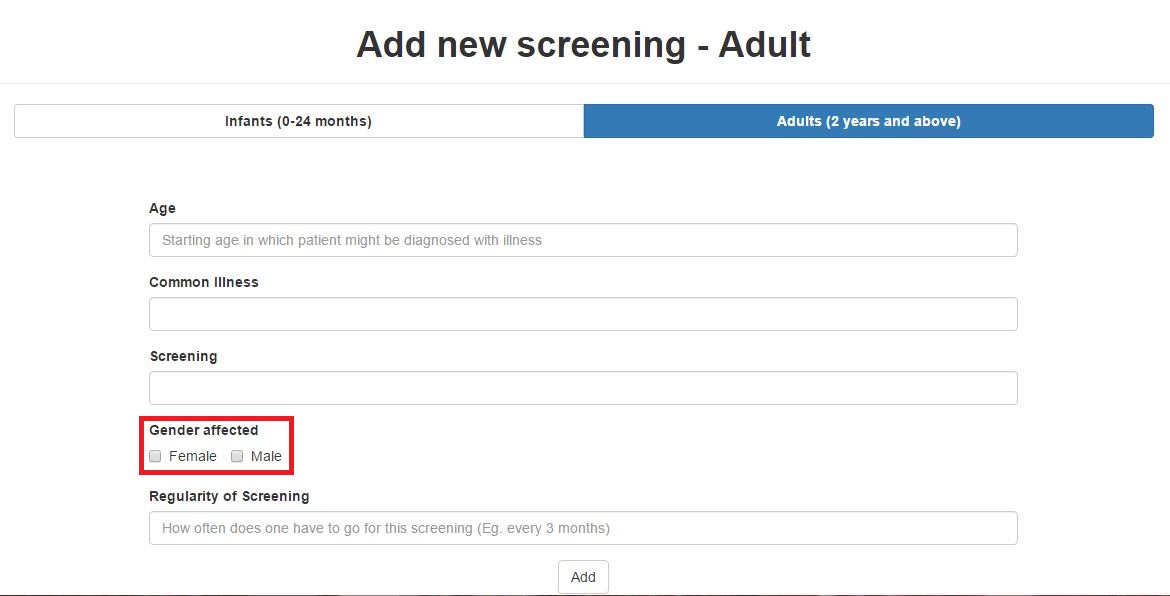 Add new screening - Adult
Infants (0-24 months)
Adults (2 years and above)
Age
Starting age in which patient might be diagnosed with illness
Common Illness
Screening
Gender affected
Female Male
Regularity of Screening
How often does one have to go for this screening (Eg. every 3 months)
Add